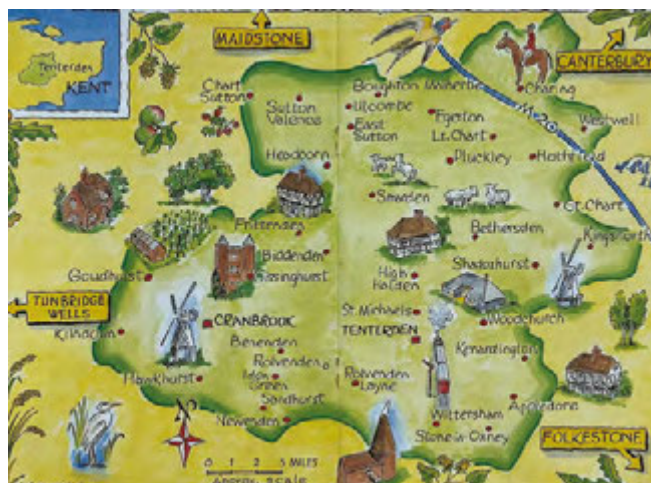 MAIDSTONE
CANTERBURY
Tenterden
KENT
Chart
Sutton
Sutton
Valence
Boughton
Charing
M-20
Ulcombe
East
Sutton
Egerton
Lt. Chart
Westwell
Headcorn
Pluckley
Hothfield
Smarden
Gt. Chart
Frittenden
Bethersden
Kingsnorth
Biddenden
Sissinghurst
Goudhurst
High
Halden
Shadoxhurst
TUNBRIDGE
WELLS
CRANBROOK
St. Michaels
TENTERDEN
Woodchurch
Kilndown
Benenden
Rolvenden
Kenardington
Hawkhurst
Iden
Green
Rolvenden
Layne
Sandhurst
Appledore
N
Newenden
Wittersham
Stone in Oxney
FOLKESTONE
0 1 2 3 MILES
APPROX. SCALE